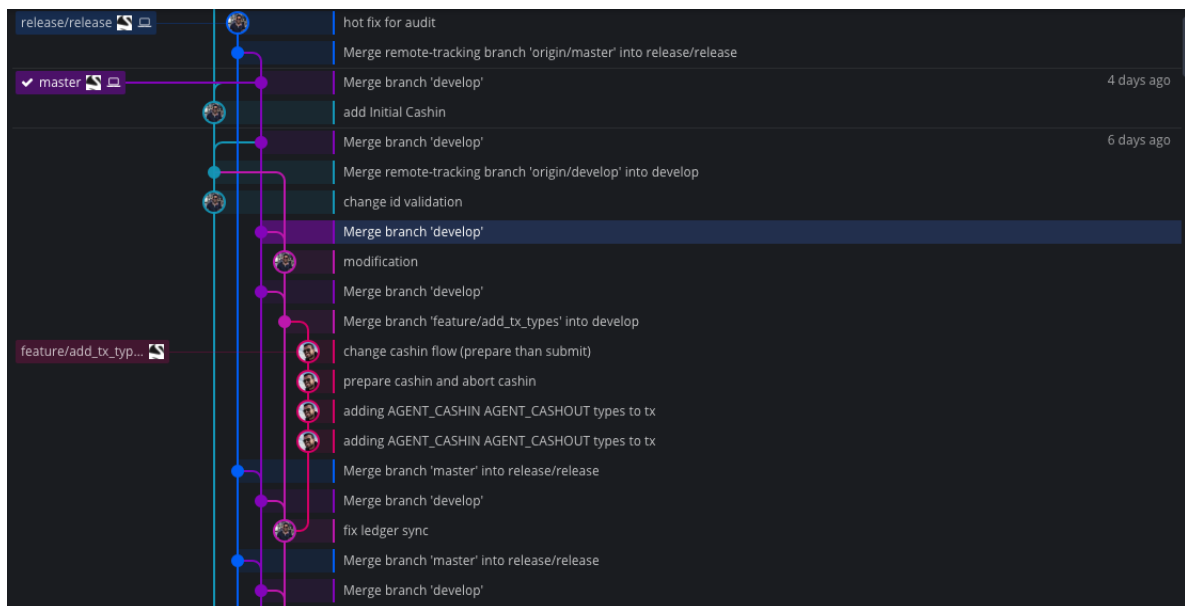 release/release hot fix for audit
Merge remote-tracking branch 'origin/master' into release/release
master Merge branch 'develop' 4 days ago
add Initial Cashin
Merge branch 'develop' 6 days ago
Merge remote-tracking branch 'origin/develop' into develop
change id validation
Merge branch 'develop'
modification
Merge branch 'develop'
Merge branch 'feature/add_tx_types' into develop
feature/add_tx_typ... change cashin flow (prepare than submit)
prepare cashin and abort cashin
adding AGENT_CASHIN AGENT_CASHOUT types to tx
adding AGENT_CASHIN AGENT_CASHOUT types to tx
Merge branch 'master' into release/release
Merge branch 'develop'
fix ledger sync
Merge branch 'master' into release/release
Merge branch 'develop'